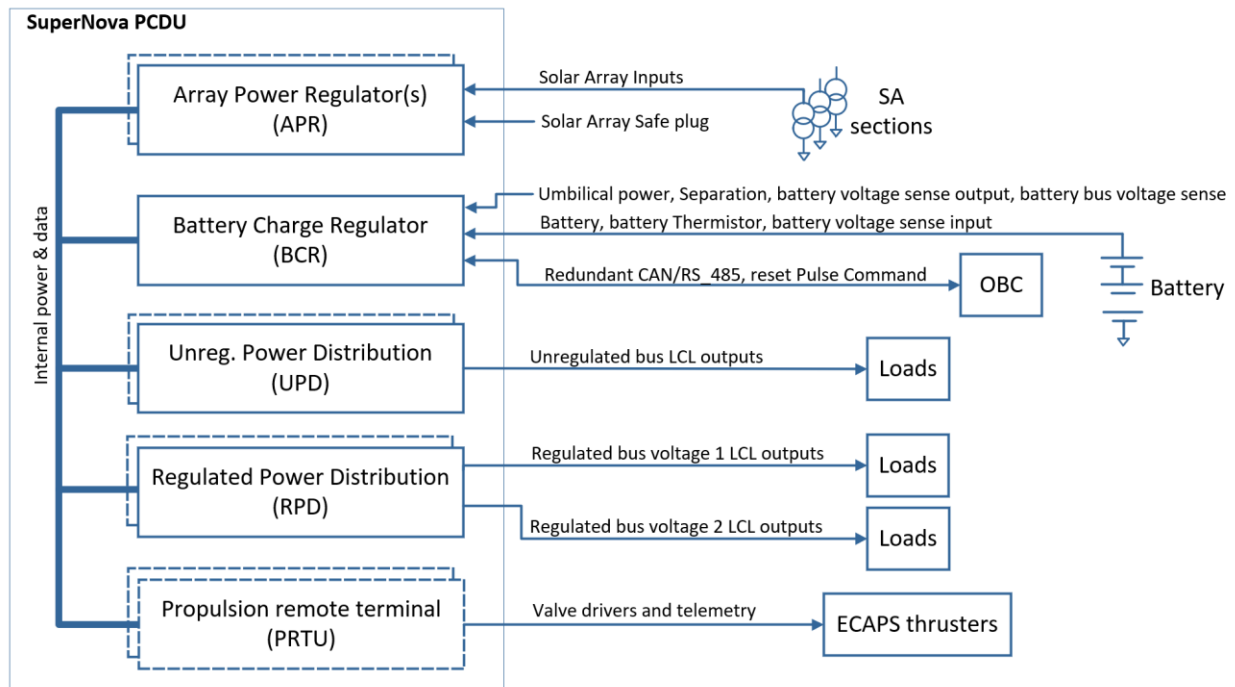 SuperNova PCDU
Array Power Regulator(s)
(APR)
Solar Array Inputs
Solar Array Safe plug
SA
sections
Battery Charge Regulator
(BCR)
Umbilical power, Separation, battery voltage sense output, battery bus voltage sense
Battery, battery Thermistor, battery voltage sense input
Redundant CAN/RS_485, reset Pulse Command
OBC
Battery
Internal power & data
Unreg. Power Distribution
(UPD)
Unregulated bus LCL outputs
Loads
Regulated Power Distribution
(RPD)
Regulated bus voltage 1 LCL outputs
Loads
Regulated bus voltage 2 LCL outputs
Loads
Propulsion remote terminal
(PRTU)
Valve drivers and telemetry
ECAPS thrusters